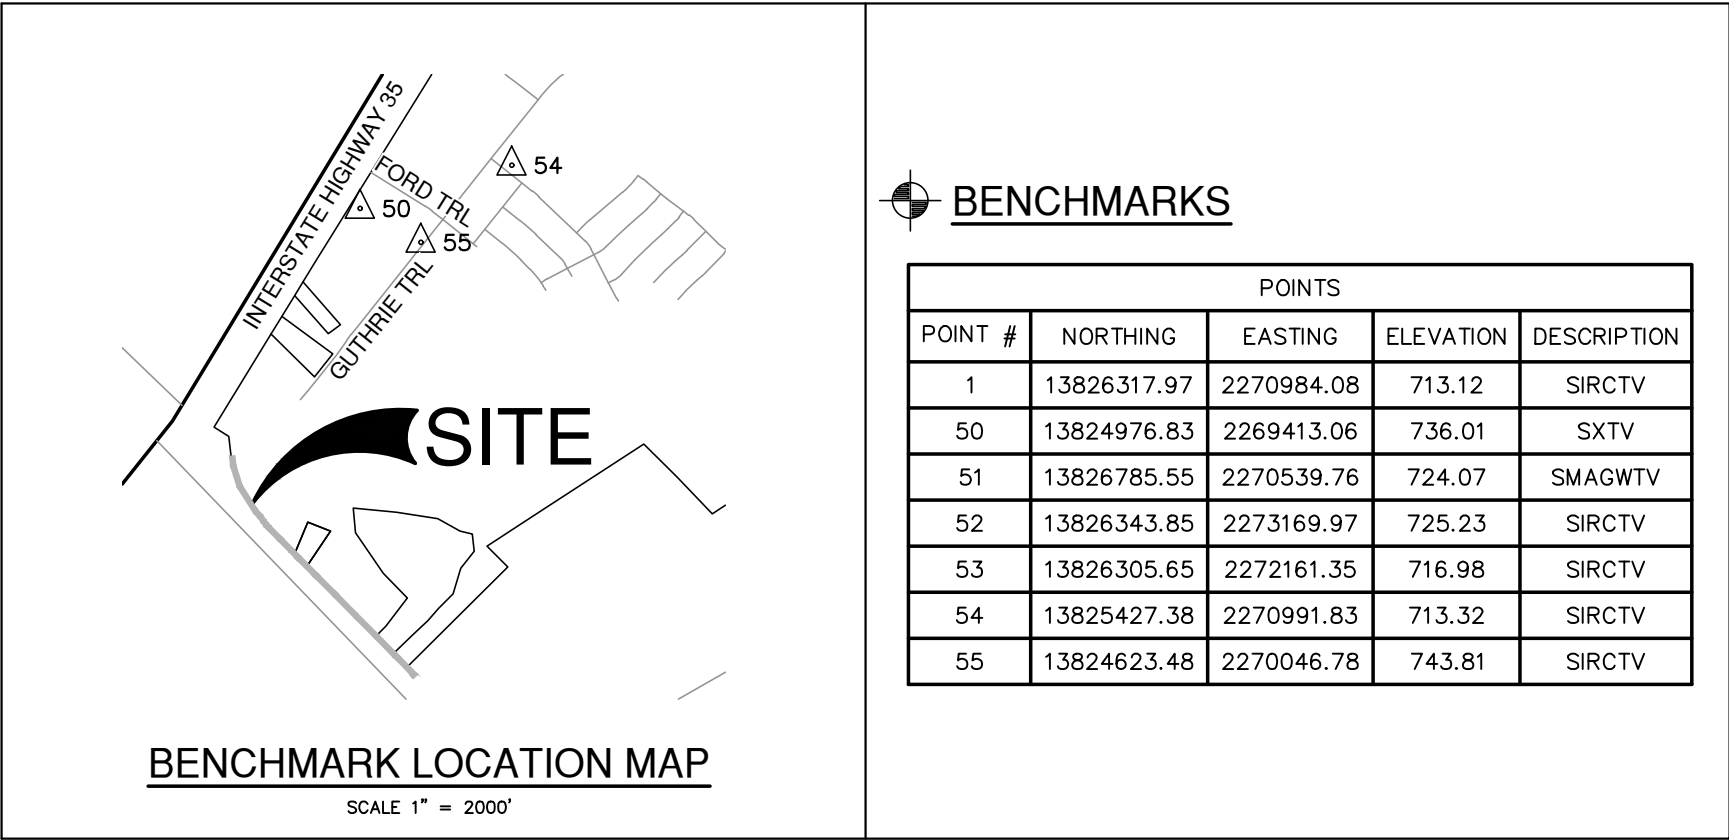 INTERSTATE HIGHWAY 35
FORD TRL
54
50
55
GUTHRIE TRL
SITE
BENCHMARK LOCATION MAP
SCALE 1" = 2000'
BENCHMARKS
POINTS
POINT # NORTHING EASTING ELEVATION DESCRIPTION
1 13826317.97 2270984.08 713.12 SIRCTV
50 13824976.83 2269413.06 736.01 SXTV
51 13826785.55 2270539.76 724.07 SMAGWTV
52 13826343.85 2273169.97 725.23 SIRCTV
53 13826305.65 2272161.35 716.98 SIRCTV
54 13825427.38 2270991.83 713.32 SIRCTV
55 13824623.48 2270046.78 743.81 SIRCTV